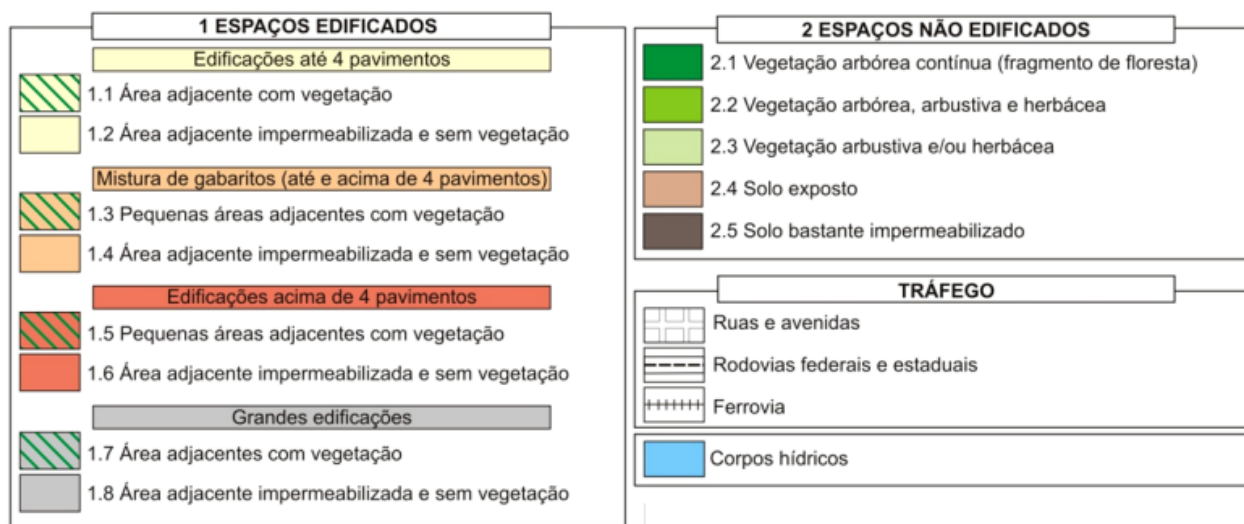 1 ESPAÇOS EDIFICADOS
Edificações até 4 pavimentos
1.1 Área adjacente com vegetação
1.2 Área adjacente impermeabilizada e sem vegetação
Mistura de gabaritos (até e acima de 4 pavimentos)
1.3 Pequenas áreas adjacentes com vegetação
1.4 Área adjacente impermeabilizada e sem vegetação
Edificações acima de 4 pavimentos
1.5 Pequenas áreas adjacentes com vegetação
1.6 Área adjacente impermeabilizada e sem vegetação
Grandes edificações
1.7 Área adjacentes com vegetação
1.8 Área adjacente impermeabilizada e sem vegetação
2 ESPAÇOS NÃO EDIFICADOS
2.1 Vegetação arbórea contínua (fragmento de floresta)
2.2 Vegetação arbórea, arbustiva e herbácea
2.3 Vegetação arbustiva e/ou herbácea
2.4 Solo exposto
2.5 Solo bastante impermeabilizado
TRÁFEGO
Ruas e avenidas
Rodovias federais e estaduais
Ferrovia
Corpos hídricos